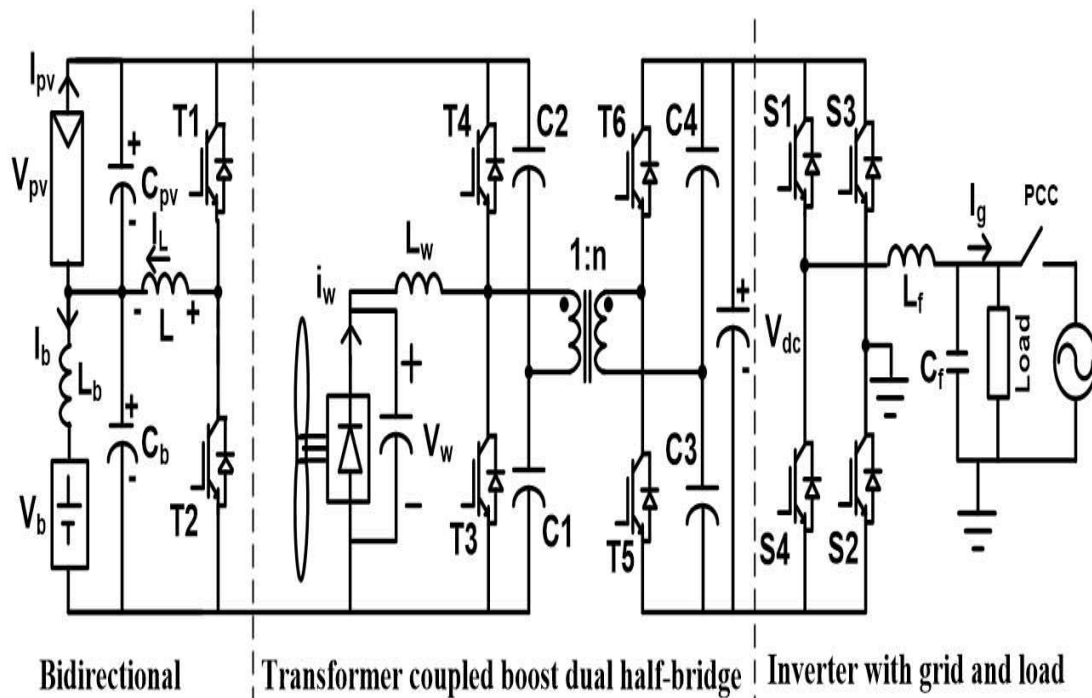 Ipv
T1
T4
C2
T6
C4
S1
S3
Vpv
+
Cpv
-
IL
Lw
1:n
Ig
PCC
iw
- L +
Lf
Ib
Lb
+
Vdc
-
Cf
Load
+
Cb
-
+
Vw
-
C3
Vb
T2
T3
C1
T5
S4
S2
Bidirectional
Transformer coupled boost dual half-bridge
Inverter with grid and load